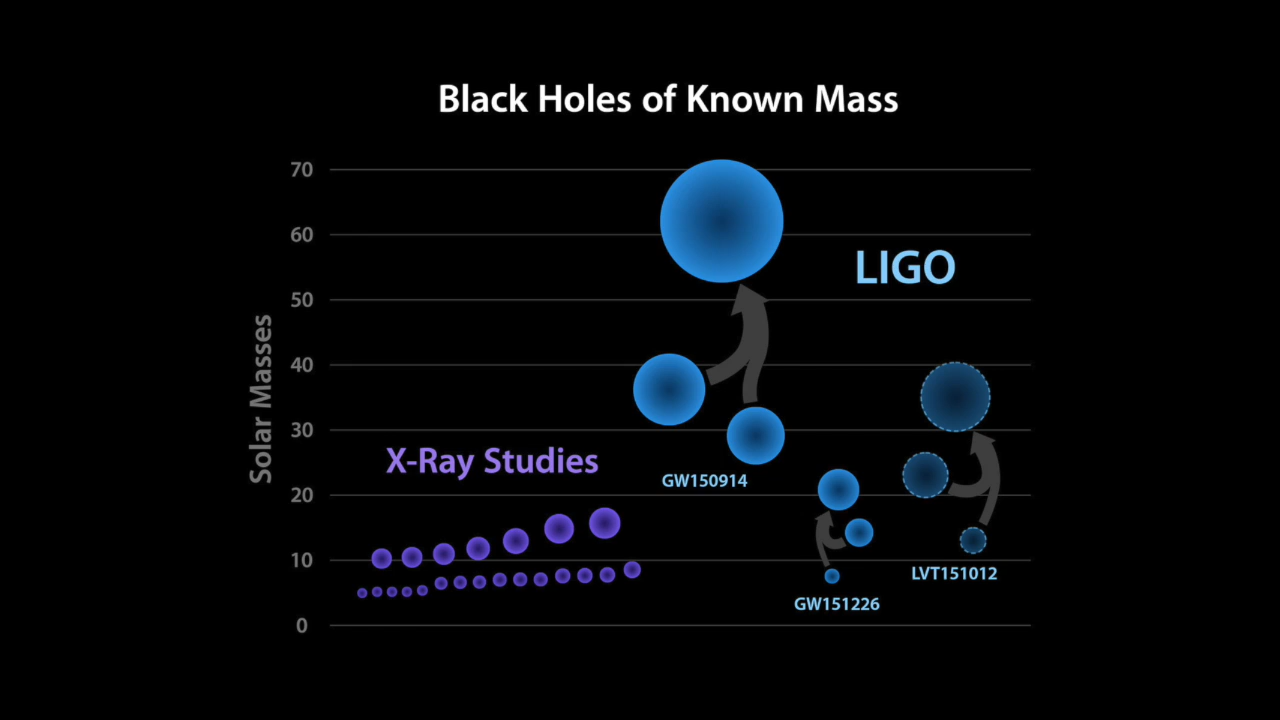 Black Holes of Known Mass
70
60
50
40
30
20
10
0
Solar Masses
LIGO
X-Ray Studies
GW150914
GW151226
LVT151012